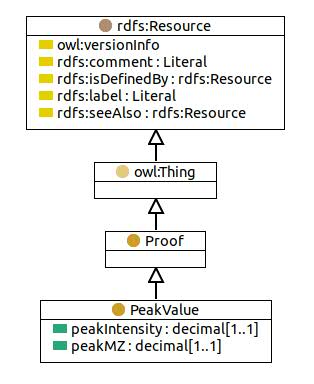 rdfs:Resource
owl:versionInfo
rdfs:comment : Literal
rdfs:isDefinedBy : rdfs:Resource
rdfs:label : Literal
rdfs:seeAlso : rdfs:Resource
owl:Thing
Proof
PeakValue
peakIntensity : decimal[1..1]
peakMZ : decimal[1..1]